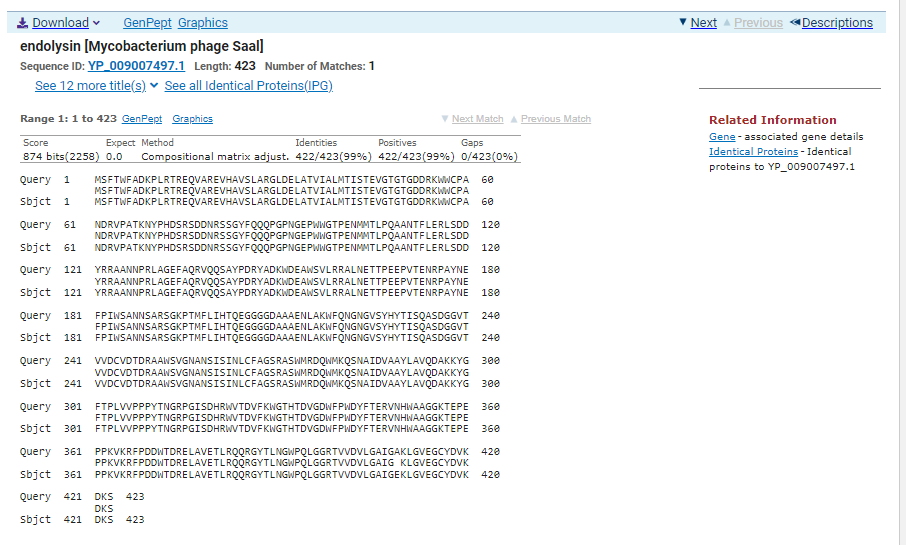 Download GenPept Graphics Next Previous Descriptions
endolysin [Mycobacterium phage Saal]
Sequence ID: YP_009007497.1 Length: 423 Number of Matches: 1
See 12 more title(s) See all Identical Proteins(IPG)
Range 1: 1 to 423 GenPept Graphics Next Match Previous Match
Related Information
Gene - associated gene details
Identical Proteins - Identical
proteins to YP_009007497.1
Score Expect Method Identities Positives Gaps
874 bits(2258) 0.0 Compositional matrix adjust. 422/423(99%) 422/423(99%) 0/423(0%)
Query 1 MSFTWFADKPLRTREQVAREVHAVSLARGLDELATVIALMTISTEVGTGTGDDRKWWCPA 60
MSFTWFADKPLRTREQVAREVHAVSLARGLDELATVIALMTISTEVGTGTGDDRKWWCPA
Sbjct 1 MSFTWFADKPLRTREQVAREVHAVSLARGLDELATVIALMTISTEVGTGTGDDRKWWCPA 60
Query 61 NDRVPATKNYPHDSRSDDNRSSGYFQQQPGPNGEPWWGTPENMMTLPQAANTFLERLSDD 120
NDRVPATKNYPHDSRSDDNRSSGYFQQQPGPNGEPWWGTPENMMTLPQAANTFLERLSDD
Sbjct 61 NDRVPATKNYPHDSRSDDNRSSGYFQQQPGPNGEPWWGTPENMMTLPQAANTFLERLSDD 120
Query 121 YRRAANNPRLAGEFAQRVQQSAYPDRYADKWDEAWSVLRRALNETTPEEPVTENRPAYNE 180
YRRAANNPRLAGEFAQRVQQSAYPDRYADKWDEAWSVLRRALNETTPEEPVTENRPAYNE
Sbjct 121 YRRAANNPRLAGEFAQRVQQSAYPDRYADKWDEAWSVLRRALNETTPEEPVTENRPAYNE 180
Query 181 FPIWSANNSARSGKPTMFLIHTQEGGGGDAAAENLAKWFQNGNGVSYHYTISQASDGGVT 240
FPIWSANNSARSGKPTMFLIHTQEGGGGDAAAENLAKWFQNGNGVSYHYTISQASDGGVT
Sbjct 181 FPIWSANNSARSGKPTMFLIHTQEGGGGDAAAENLAKWFQNGNGVSYHYTISQASDGGVT 240
Query 241 VVDCVDTDRAAWSVGNANSISINLCFAGSRASWMRDQWMKQSNAIDVAAYLAVQDAKKYG 300
VVDCVDTDRAAWSVGNANSISINLCFAGSRASWMRDQWMKQSNAIDVAAYLAVQDAKKYG
Sbjct 241 VVDCVDTDRAAWSVGNANSISINLCFAGSRASWMRDQWMKQSNAIDVAAYLAVQDAKKYG 300
Query 301 FTPLVVPPPYTNGRPGISDHRWVTDVFKWGTHTDVGDWFPWDYFTERVNHWAAGGKTEPE 360
FTPLVVPPPYTNGRPGISDHRWVTDVFKWGTHTDVGDWFPWDYFTERVNHWAAGGKTEPE
Sbjct 301 FTPLVVPPPYTNGRPGISDHRWVTDVFKWGTHTDVGDWFPWDYFTERVNHWAAGGKTEPE 360
Query 361 PPKVKRFPDDWTDRELAVETLRQQRGYTLNGWPQLGGRTVVDVLGAIGAKLGVEGCYDVK 420
PPKVKRFPDDWTDRELAVETLRQQRGYTLNGWPQLGGRTVVDVLGAIG KLGVEGCYDVK
Sbjct 361 PPKVKRFPDDWTDRELAVETLRQQRGYTLNGWPQLGGRTVVDVLGAIGEKLGVEGCYDVK 420
Query 421 DKS 423
DKS
Sbjct 421 DKS 423